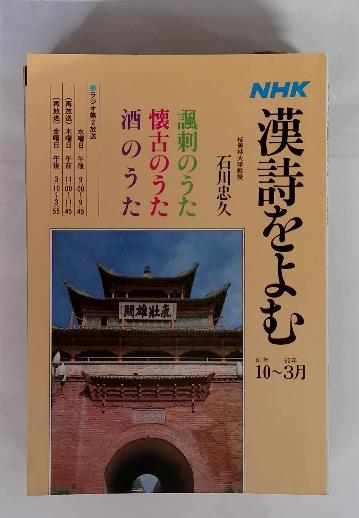 NHK
漢詩をよむ
61年 62年
10〜3月
桜美林大学教授
石川忠久
諷刺のうた
懐古のうた
酒のうた
●ラジオ第2放送
水曜日 午後 9:00〜9:45
(再放送) 木曜日 午前 11:00〜11:45
(再放送) 金曜日 午後 3:10〜3:55
關雄壮氣